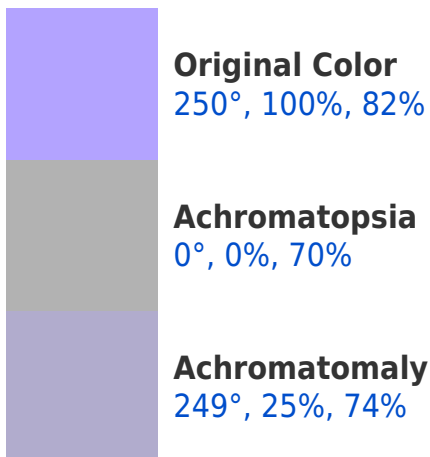 Original Color
250°, 100%, 82%
Achromatopsia
0°, 0%, 70%
Achromatomaly
249°, 25%, 74%